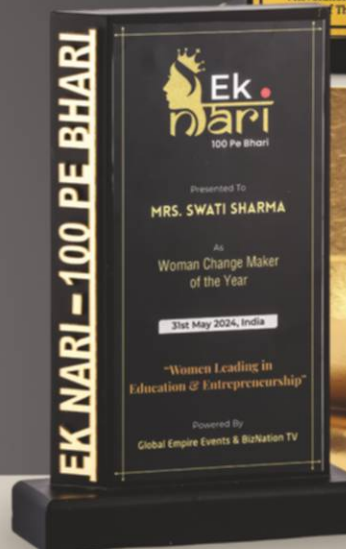 EK NARI - 100 PE BHARI
Ek
nari
100 Pe Bhari
Presented To
MRS. SWATI SHARMA
As
Woman Change Maker
of the Year
31st May 2024, India
"Women Leading in
Education & Entrepreneurship"
Powered By
Global Empire Events & BizNation TV